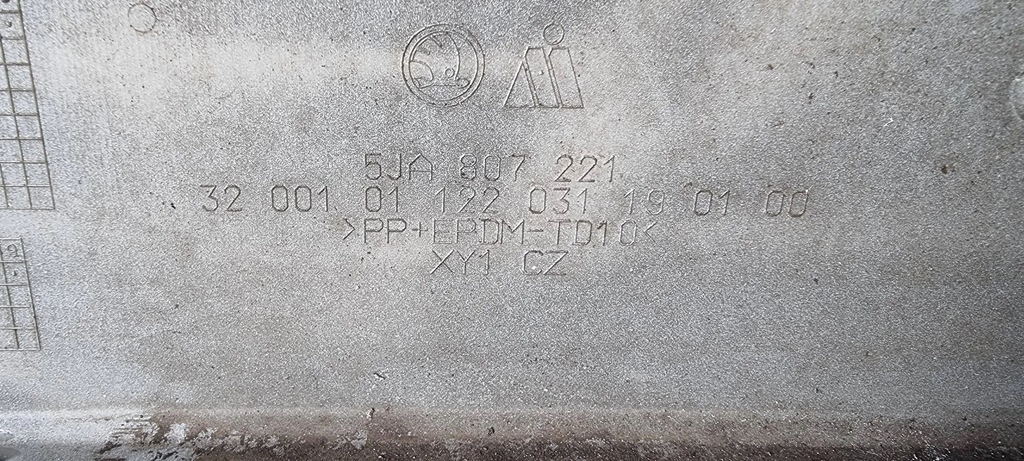 5JA 807 221
32 001 01 122 031 19 01 00
>PP+EPDM-TD10<
XY1 CZ